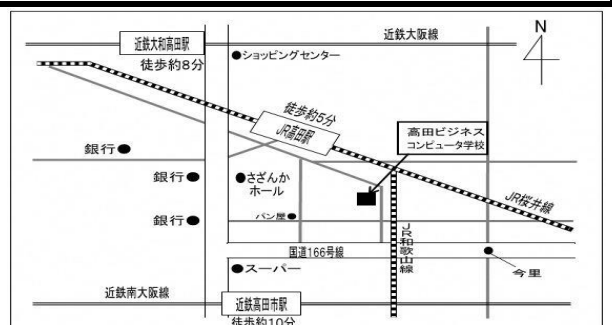 近鉄大阪線
N
近鉄大和高田駅
徒歩約8分
●ショッピングセンター
徒歩約5分
JR高田駅
高田ビジネス
コンピュータ学校
銀行●
銀行●
●さざんか
ホール
銀行●
パン屋●
JR桜井線
JR和歌山線
国道166号線
●スーパー
今里
近鉄南大阪線
近鉄高田市駅
徒歩約10分